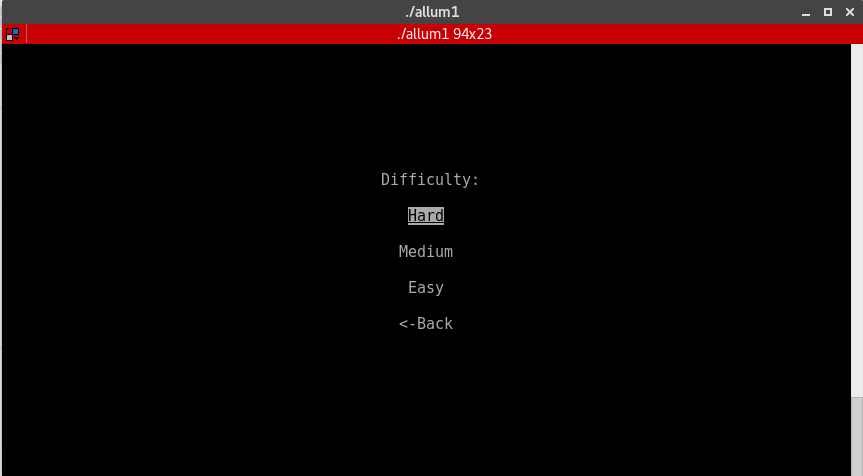 ./allum1
./allum1 94x23
Difficulty:
Hard
Medium
Easy
<-Back